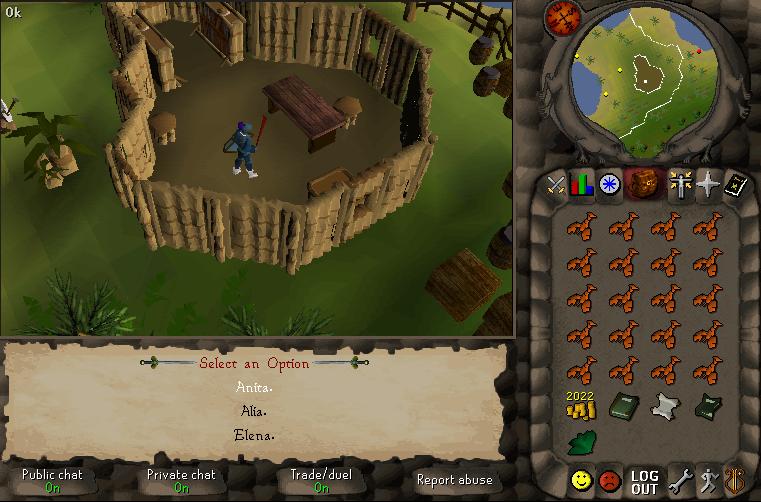 Ok
Select an Option
Anita.
Alia.
Elena.
2022
Public chat
On
Private chat
On
Trade/duel
On
Report abuse
LOG
OUT